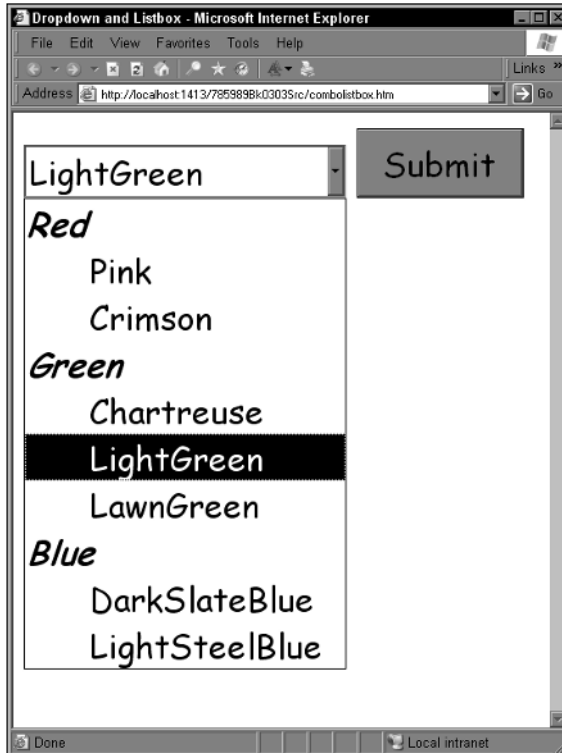 Dropdown and Listbox - Microsoft Internet Explorer
File Edit View Favorites Tools Help
Links »
Address http://localhost:1413/785989Bk0303Src/combolistbox.htm Go
LightGreen
Submit
Red
Pink
Crimson
Green
Chartreuse
LightGreen
LawnGreen
Blue
DarkSlateBlue
LightSteelBlue
Done
Local intranet